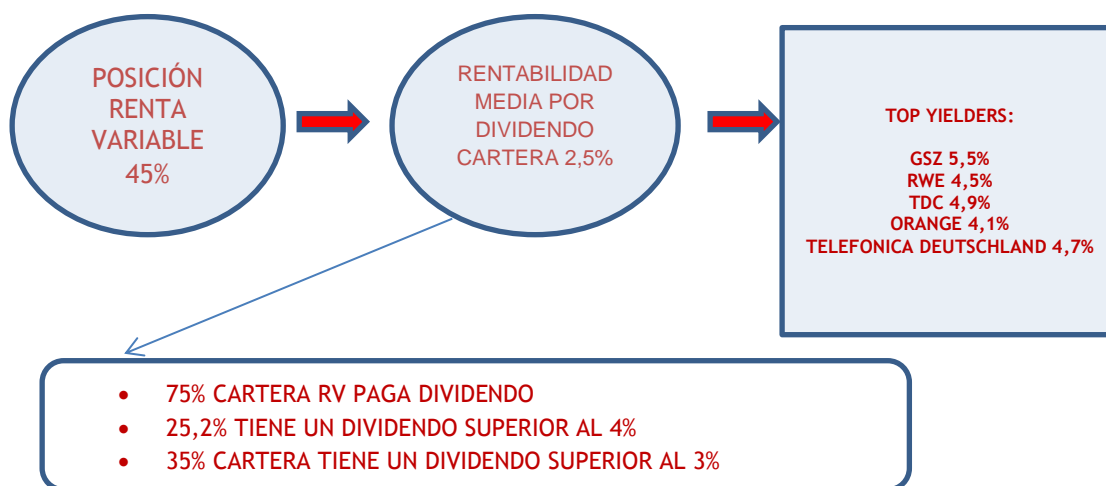 POSICIÓN
RENTA
VARIABLE
45%
RENTABILIDAD
MEDIA POR
DIVIDENDO
CARTERA 2,5%
TOP YIELDERS:
GSZ 5,5%
RWE 4,5%
TDC 4,9%
ORANGE 4,1%
TELEFONICA DEUTSCHLAND 4,7%
• 75% CARTERA RV PAGA DIVIDENDO
• 25,2% TIENE UN DIVIDENDO SUPERIOR AL 4%
• 35% CARTERA TIENE UN DIVIDENDO SUPERIOR AL 3%